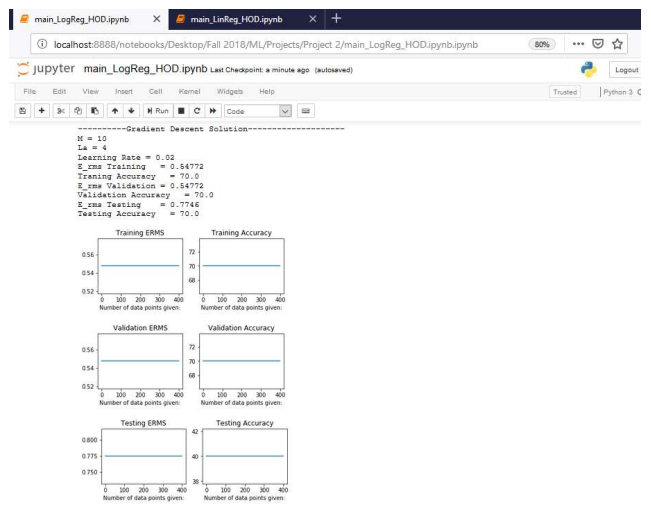 main_LogReg_HOD.ipynb × main_LinReg_HOD.ipynb × +
localhost:8888/notebooks/Desktop/Fall 2018/ML/Projects/Project 2/main_LogReg_HOD.ipynb.ipynb 80%
jupyter main_LogReg_HOD.ipynb Last Checkpoint: a minute ago (autosaved) Logout
File Edit View Insert Cell Kernel Widgets Help Trusted Python 3
Run Code
----------Gradient Descent Solution--------------------
M = 10
La = 4
Learning Rate = 0.02
E_rms Training = 0.54772
Traning Accuracy = 70.0
E_rms Validation = 0.54772
Validation Accuracy = 70.0
E_rms Testing = 0.7746
Testing Accuracy = 70.0
Training ERMS Training Accuracy
0.56 72
0.54 70
0.52 68
0 100 200 300 400 0 100 200 300 400
Number of data points given: Number of data points given:
Validation ERMS Validation Accuracy
0.56 72
0.54 70
0.52 68
0 100 200 300 400 0 100 200 300 400
Number of data points given: Number of data points given:
Testing ERMS Testing Accuracy
0.800 42
0.775 40
0.750 38
0 100 200 300 400 0 100 200 300 400
Number of data points given: Number of data points given: